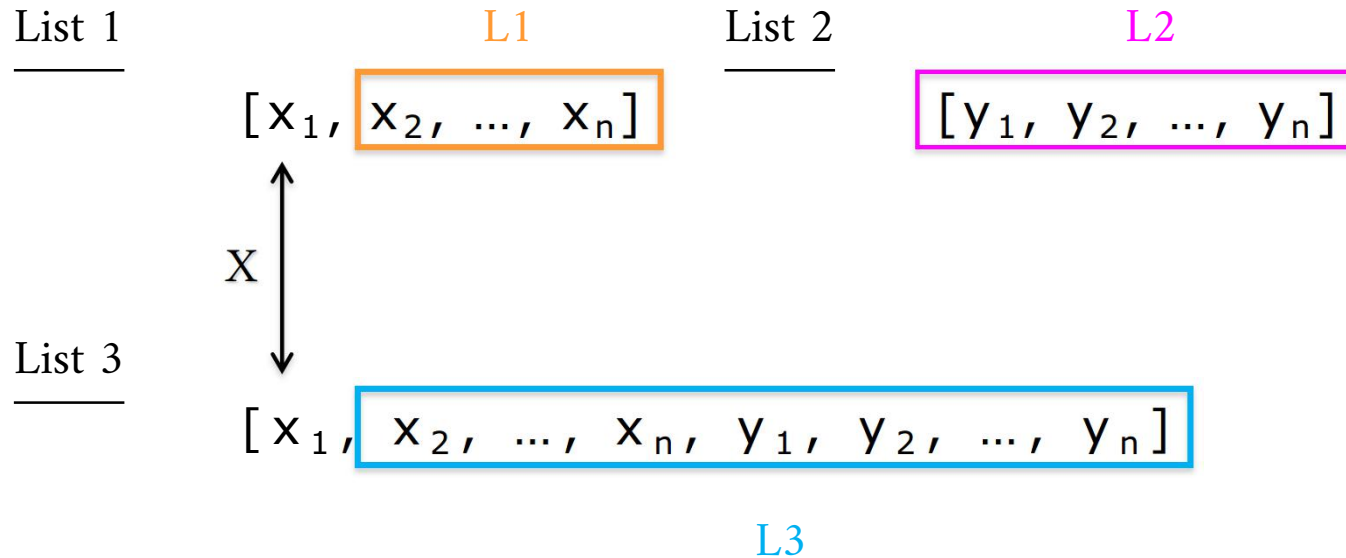 List 1 L1 List 2 L2
[x₁, x₂, …, xₙ] [y₁, y₂, …, yₙ]
X
List 3
[x₁, x₂, …, xₙ, y₁, y₂, …, yₙ]
L3